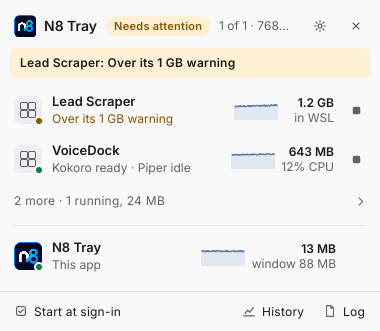 n8 N8 Tray Needs attention 1 of 1 · 768...
Lead Scraper: Over its 1 GB warning
Lead Scraper 1.2 GB
Over its 1 GB warning in WSL
VoiceDock 643 MB
Kokoro ready · Piper idle 12% CPU
2 more · 1 running, 24 MB
n8 N8 Tray 13 MB
This app window 88 MB
Start at sign-in History Log